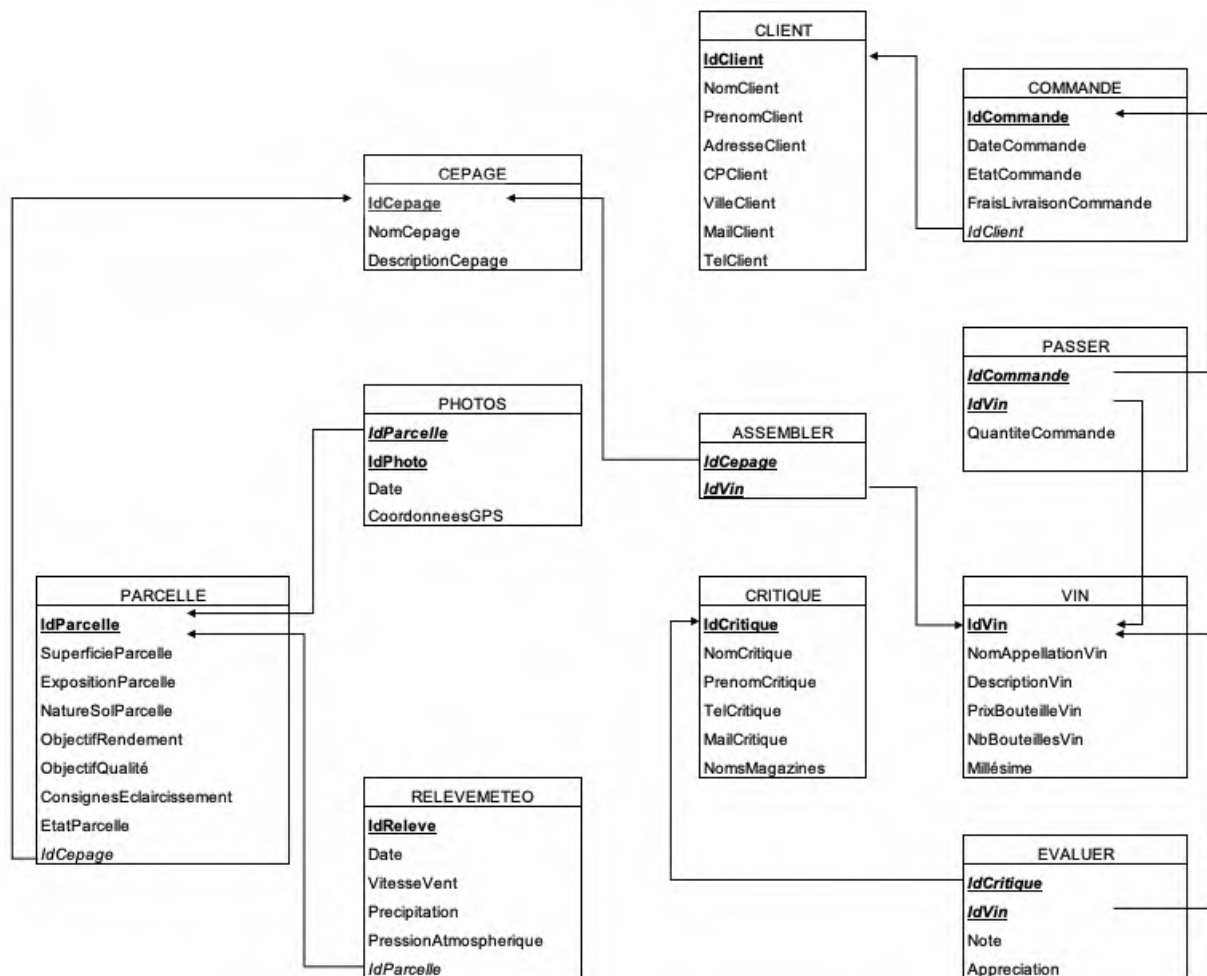 CLIENT
IdClient
NomClient
PrenomClient
AdresseClient
CPClient
VilleClient
MailClient
TelClient
COMMANDE
IdCommande
DateCommande
EtatCommande
FraisLivraisonCommande
IdClient
CEPAGE
IdCepage
NomCepage
DescriptionCepage
PASSER
IdCommande
IdVin
QuantiteCommande
PHOTOS
IdParcelle
IdPhoto
Date
CoordonneesGPS
ASSEMBLER
IdCepage
IdVin
PARCELLE
IdParcelle
SuperficieParcelle
ExpositionParcelle
NatureSolParcelle
ObjectifRendement
ObjectifQualité
ConsignesEclaircissement
EtatParcelle
IdCepage
CRITIQUE
IdCritique
NomCritique
PrenomCritique
TelCritique
MailCritique
NomsMagazines
VIN
IdVin
NomAppellationVin
DescriptionVin
PrixBouteilleVin
NbBouteillesVin
Millésime
RELEVEMETEO
IdReleve
Date
VitesseVent
Precipitation
PressionAtmospherique
IdParcelle
EVALUER
IdCritique
IdVin
Note
Appreciation